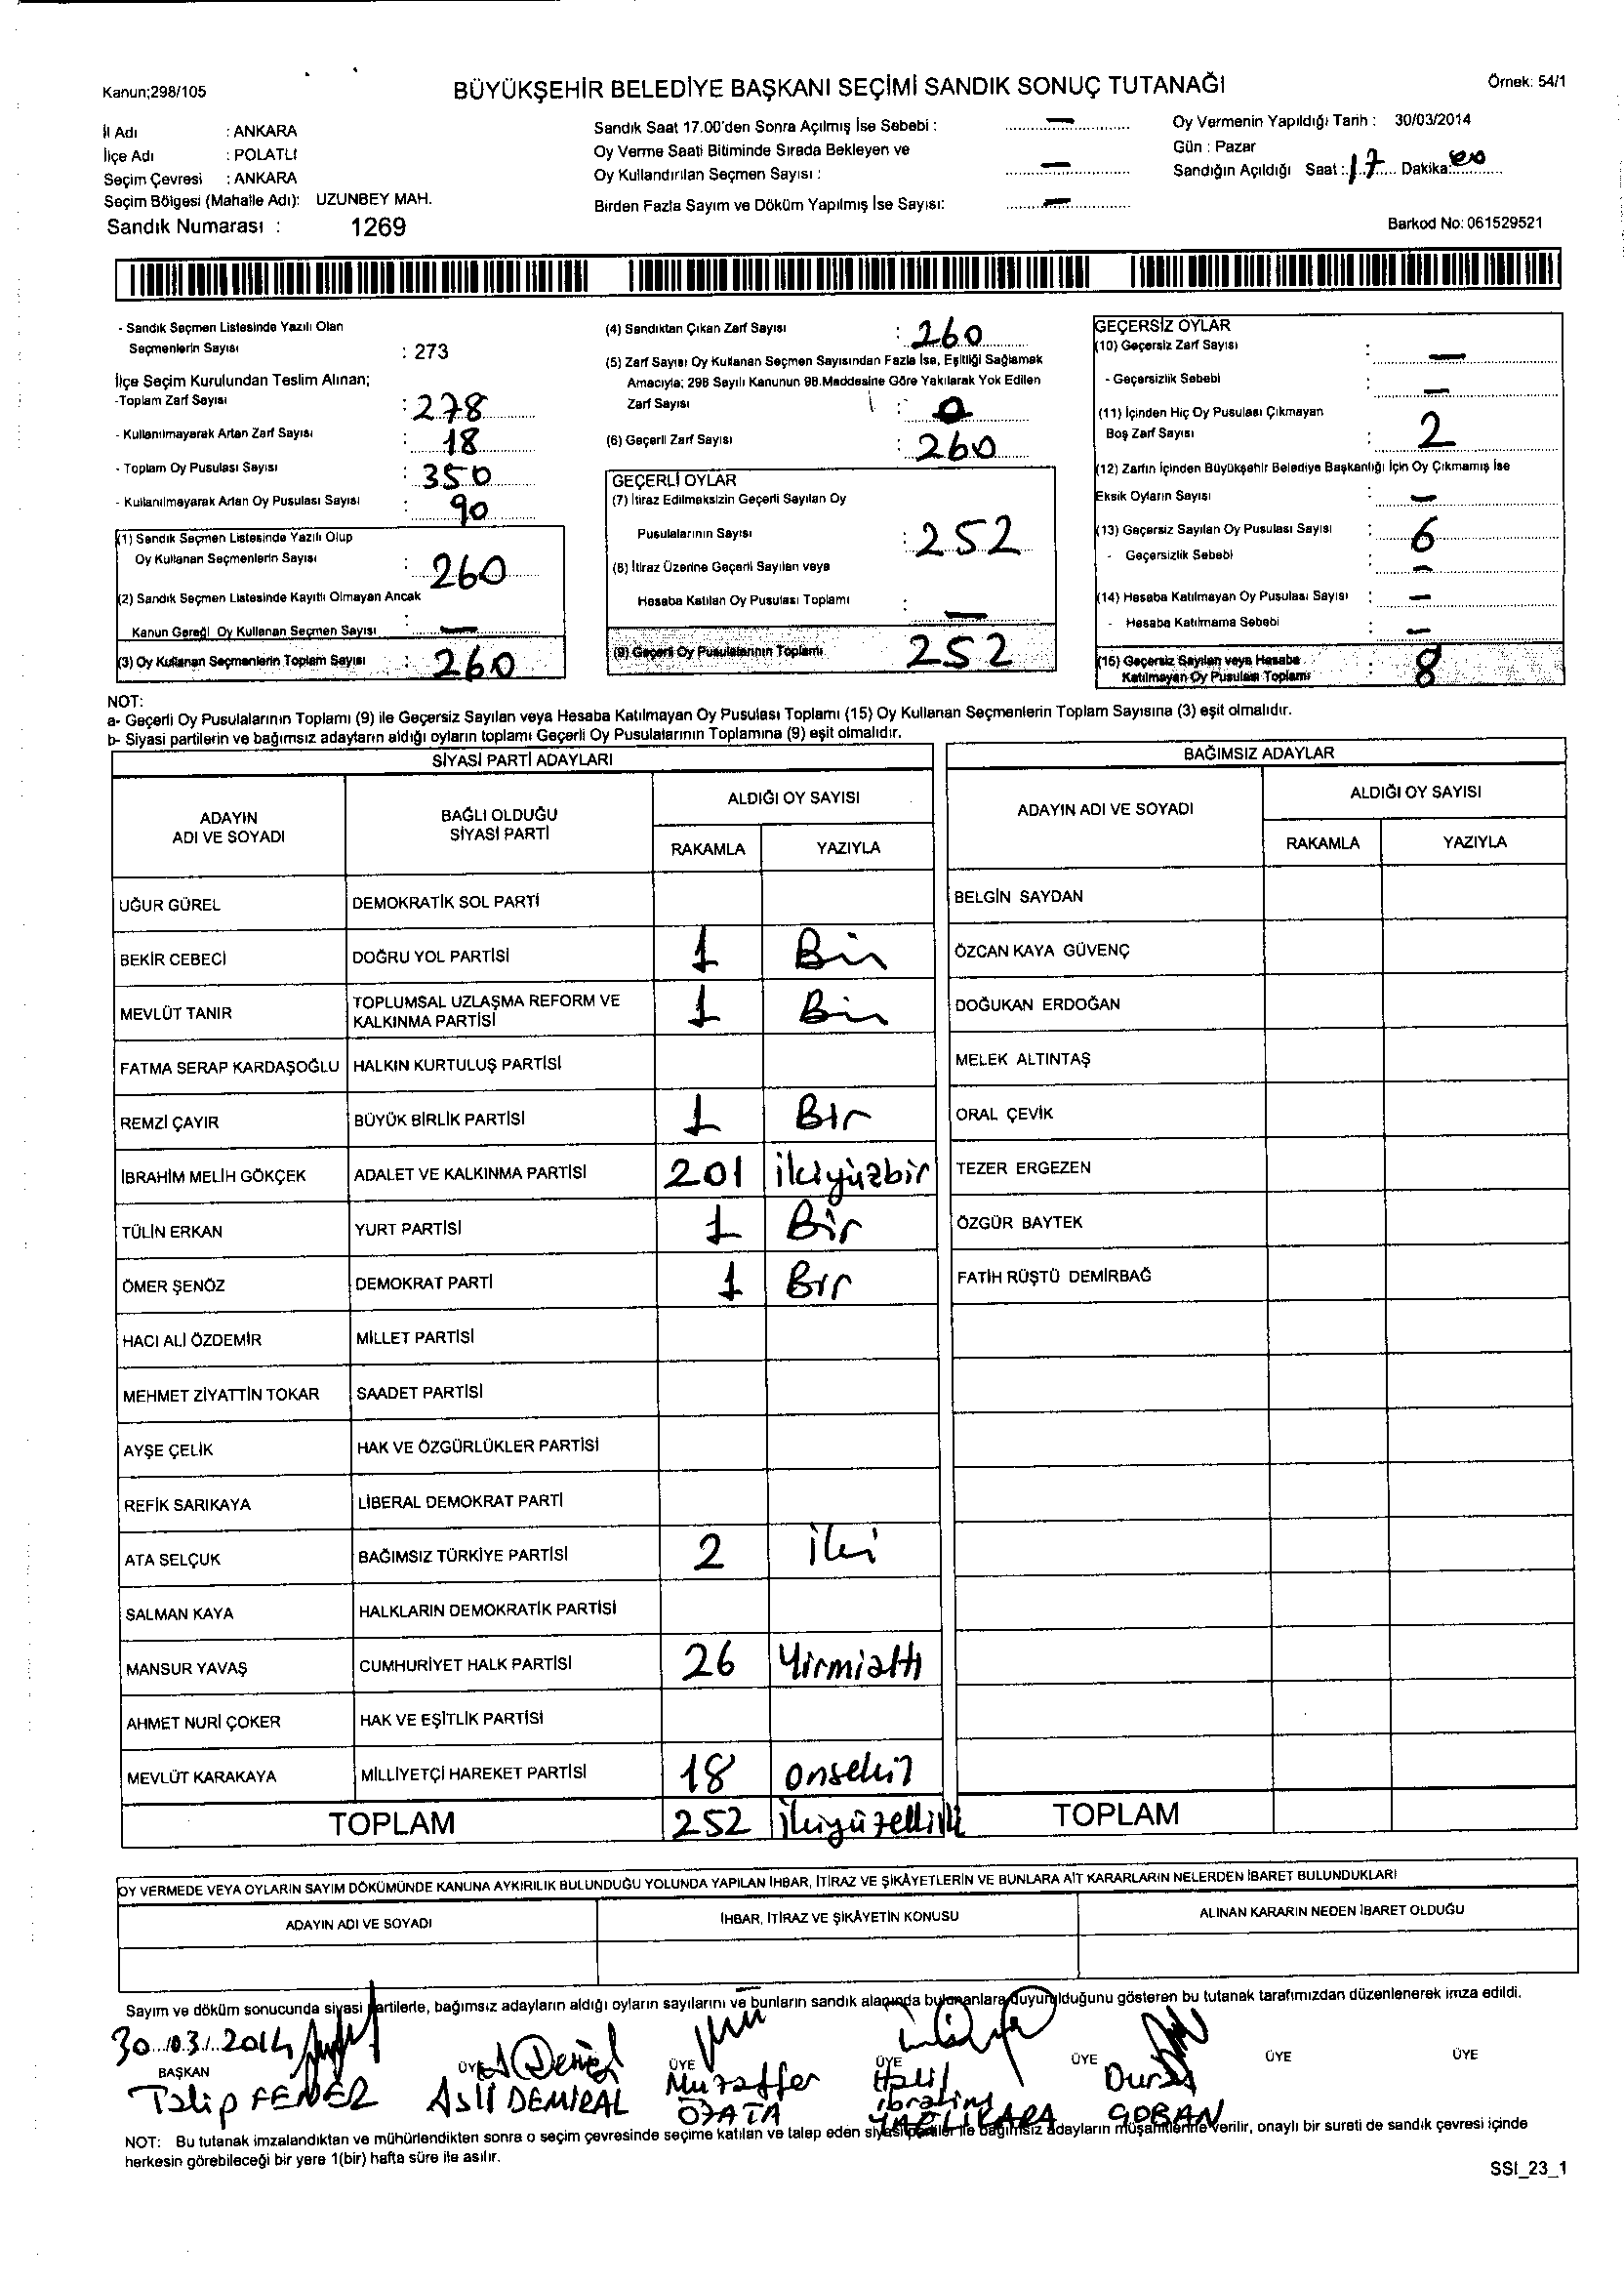 Kanun;298/105
BÜYÜKŞEHİR BELEDİYE BAŞKANI SEÇİMİ SANDIK SONUÇ TUTANAĞI
Örnek: 54/1
İl Adı : ANKARA
İlçe Adı : POLATLI
Seçim Çevresi : ANKARA
Seçim Bölgesi (Mahalle Adı): UZUNBEY MAH.
Sandık Numarası : 1269
Sandık Saat 17.00'den Sonra Açılmış İse Sebebi : —
Oy Verme Saati Bitiminde Sırada Bekleyen ve
Oy Kullandırılan Seçmen Sayısı : —
Birden Fazla Sayım ve Döküm Yapılmış İse Sayısı: —
Oy Vermenin Yapıldığı Tarih : 30/03/2014
Gün : Pazar
Sandığın Açıldığı Saat : 17 Dakika: 00
Barkod No: 061529521
- Sandık Seçmen Listesinde Yazılı Olan
Seçmenlerin Sayısı : 273
İlçe Seçim Kurulundan Teslim Alınan;
-Toplam Zarf Sayısı : 278
- Kullanılmayarak Artan Zarf Sayısı : 18
- Toplam Oy Pusulası Sayısı : 350
- Kullanılmayarak Artan Oy Pusulası Sayısı : 90
(1) Sandık Seçmen Listesinde Yazılı Olup
Oy Kullanan Seçmenlerin Sayısı : 260
(2) Sandık Seçmen Listesinde Kayıtlı Olmayan Ancak
Kanun Gereği Oy Kullanan Seçmen Sayısı : —
(3) Oy Kullanan Seçmenlerin Toplam Sayısı : 260
(4) Sandıktan Çıkan Zarf Sayısı : 260
(5) Zarf Sayısı Oy Kullanan Seçmen Sayısından Fazla İse, Eşitliği Sağlamak
Amacıyla; 298 Sayılı Kanunun 98.Maddesine Göre Yakılarak Yok Edilen
Zarf Sayısı : 0
(6) Geçerli Zarf Sayısı : 260
GEÇERLİ OYLAR
(7) İtiraz Edilmeksizin Geçerli Sayılan Oy
Pusulalarının Sayısı : 252
(8) İtiraz Üzerine Geçerli Sayılan veya
Hesaba Katılan Oy Pusulası Toplamı : —
(9) Geçerli Oy Pusulalarının Toplamı 252
GEÇERSİZ OYLAR
(10) Geçersiz Zarf Sayısı : —
- Geçersizlik Sebebi : —
(11) İçinden Hiç Oy Pusulası Çıkmayan
Boş Zarf Sayısı : 2
(12) Zarfın İçinden Büyükşehir Belediye Başkanlığı İçin Oy Çıkmamış İse
Eksik Oyların Sayısı : —
(13) Geçersiz Sayılan Oy Pusulası Sayısı : 6
- Geçersizlik Sebebi : —
(14) Hesaba Katılmayan Oy Pusulası Sayısı : —
- Hesaba Katılmama Sebebi : —
(15) Geçersiz Sayılan veya Hesaba
Katılmayan Oy Pusulası Toplamı : 8
NOT:
a- Geçerli Oy Pusulalarının Toplamı (9) ile Geçersiz Sayılan veya Hesaba Katılmayan Oy Pusulası Toplamı (15) Oy Kullanan Seçmenlerin Toplam Sayısına (3) eşit olmalıdır.
b- Siyasi partilerin ve bağımsız adayların aldığı oyların toplamı Geçerli Oy Pusulalarının Toplamına (9) eşit olmalıdır.
SİYASİ PARTİ ADAYLARI
ADAYIN ADI VE SOYADI
BAĞLI OLDUĞU SİYASİ PARTİ
ALDIĞI OY SAYISI
RAKAMLA YAZIYLA
UĞUR GÜREL DEMOKRATİK SOL PARTİ
BEKİR CEBECİ DOĞRU YOL PARTİSİ 1 Bir
MEVLÜT TANIR TOPLUMSAL UZLAŞMA REFORM VE
KALKINMA PARTİSİ 1 Bir
FATMA SERAP KARDAŞOĞLU HALKIN KURTULUŞ PARTİSİ
REMZİ ÇAYIR BÜYÜK BİRLİK PARTİSİ 1 Bir
İBRAHİM MELİH GÖKÇEK ADALET VE KALKINMA PARTİSİ 201 ikiyüzbir
TÜLİN ERKAN YURT PARTİSİ 1 Bir
ÖMER ŞENÖZ DEMOKRAT PARTİ 1 Bir
HACI ALİ ÖZDEMİR MİLLET PARTİSİ
MEHMET ZİYATTİN TOKAR SAADET PARTİSİ
AYŞE ÇELİK HAK VE ÖZGÜRLÜKLER PARTİSİ
REFİK SARIKAYA LİBERAL DEMOKRAT PARTİ
ATA SELÇUK BAĞIMSIZ TÜRKİYE PARTİSİ 2 iki
SALMAN KAYA HALKLARIN DEMOKRATİK PARTİSİ
MANSUR YAVAŞ CUMHURİYET HALK PARTİSİ 26 Yirmialtı
AHMET NURİ ÇOKER HAK VE EŞİTLİK PARTİSİ
MEVLÜT KARAKAYA MİLLİYETÇİ HAREKET PARTİSİ 18 onsekiz
TOPLAM 252 ikiyüzelliiki
BAĞIMSIZ ADAYLAR
ADAYIN ADI VE SOYADI
ALDIĞI OY SAYISI
RAKAMLA YAZIYLA
BELGİN SAYDAN
ÖZCAN KAYA GÜVENÇ
DOĞUKAN ERDOĞAN
MELEK ALTINTAŞ
ORAL ÇEVİK
TEZER ERGEZEN
ÖZGÜR BAYTEK
FATİH RÜŞTÜ DEMİRBAĞ
TOPLAM
OY VERMEDE VEYA OYLARIN SAYIM DÖKÜMÜNDE KANUNA AYKIRILIK BULUNDUĞU YOLUNDA YAPILAN İHBAR, İTİRAZ VE ŞİKÂYETLERİN VE BUNLARA AİT KARARLARIN NELERDEN İBARET BULUNDUKLARI
ADAYIN ADI VE SOYADI İHBAR, İTİRAZ VE ŞİKÂYETİN KONUSU ALINAN KARARIN NEDEN İBARET OLDUĞU
Sayım ve döküm sonucunda siyasi partilerle, bağımsız adayların aldığı oyların sayılarını ve bunların sandık alanında bulunanlara duyurulduğunu gösteren bu tutanak tarafımızdan düzenlenerek imza edildi.
30.03.2014
BAŞKAN ÜYE ÜYE ÜYE ÜYE ÜYE ÜYE
Talip FENER
ASLI DEMİRAL
Muzaffer ÖZATA
Halil ibrahim
Dursun ÇOBAN
NOT: Bu tutanak imzalandıktan ve mühürlendikten sonra o seçim çevresinde seçime katılan ve talep eden siyasi partiler ile bağımsız adayların müşahitlerine verilir, onaylı bir sureti de sandık çevresi içinde
herkesin görebileceği bir yere 1(bir) hafta süre ile asılır.
SSI_23_1